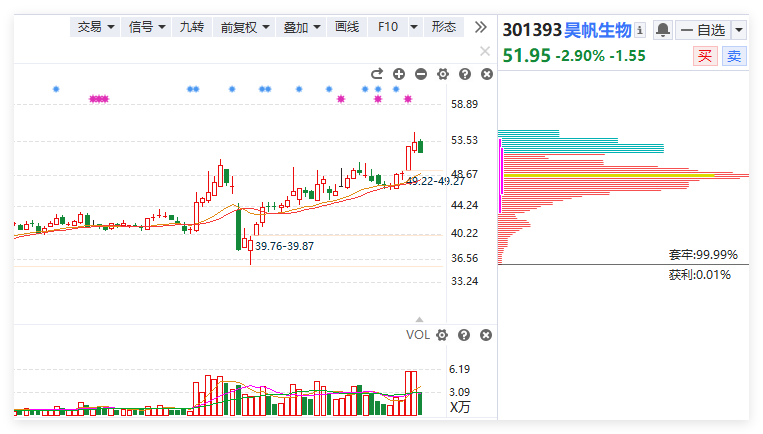 交易 信号 九转 前复权 叠加 画线 F10 形态
301393 昊帆生物 自选
51.95 -2.90% -1.55 买 卖
58.89
53.53
48.67
49.22-49.27
44.24
40.22
39.76-39.87
36.56
33.24
套牢:99.99%
获利:0.01%
VOL
6.19
3.09
X万